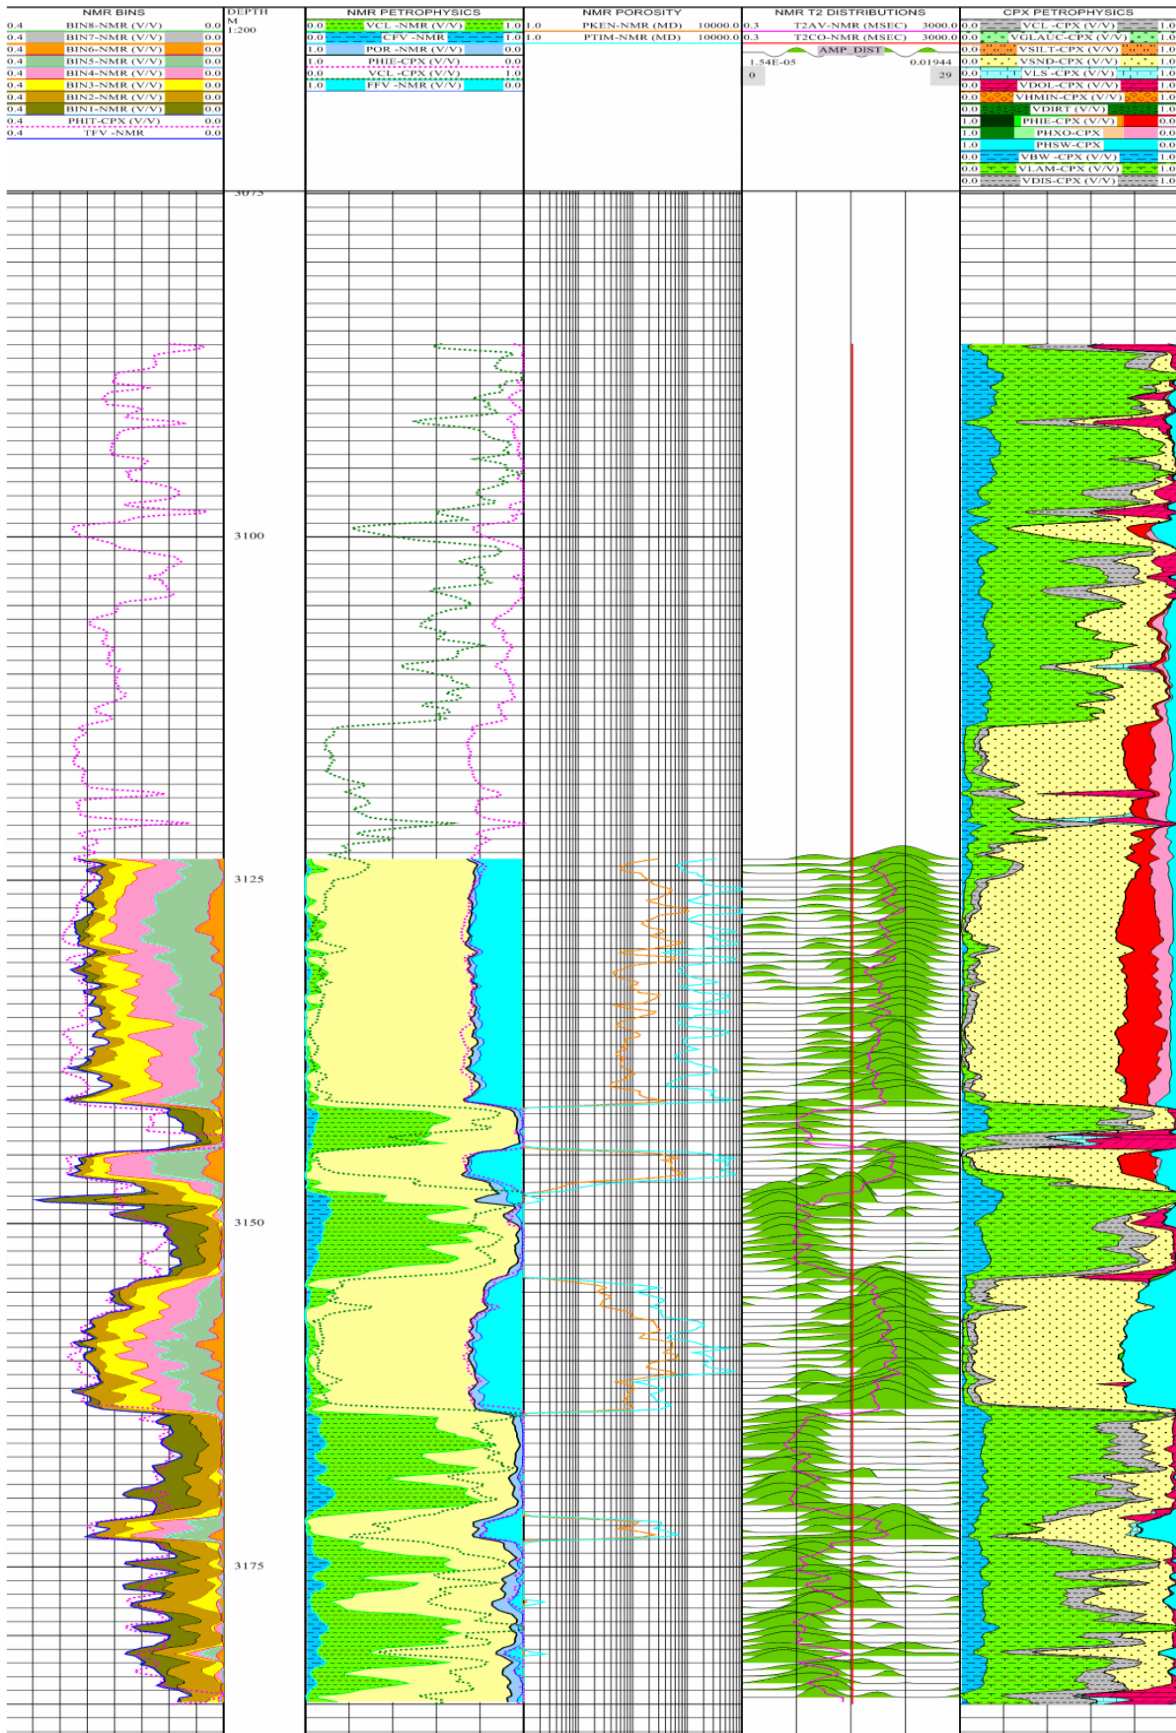 NMR BINS
0.4 BIN8-NMR (V/V) 0.0
0.4 BIN7-NMR (V/V) 0.0
0.4 BIN6-NMR (V/V) 0.0
0.4 BIN5-NMR (V/V) 0.0
0.4 BIN4-NMR (V/V) 0.0
0.4 BIN3-NMR (V/V) 0.0
0.4 BIN2-NMR (V/V) 0.0
0.4 BIN1-NMR (V/V) 0.0
0.4 PHIT-CPX (V/V) 0.0
0.4 TFV -NMR 0.0
DEPTH
M
1:200
NMR PETROPHYSICS
0.0 VCL -NMR (V/V) 1.0
0.0 CFV -NMR 1.0
1.0 POR -NMR (V/V) 0.0
1.0 PHIE-CPX (V/V) 0.0
0.0 VCL -CPX (V/V) 1.0
1.0 FFV -NMR (V/V) 0.0
NMR POROSITY
1.0 PKEN-NMR (MD) 10000.0
1.0 PTIM-NMR (MD) 10000.0
NMR T2 DISTRIBUTIONS
0.3 T2AV-NMR (MSEC) 3000.0
0.3 T2CO-NMR (MSEC) 3000.0
AMP_DIST
1.54E-05 0.01944
0 29
CPX PETROPHYSICS
0.0 VCL -CPX (V/V) 1.0
0.0 VGLAUC-CPX (V/V) 1.0
0.0 VSILT-CPX (V/V) 1.0
0.0 VSND-CPX (V/V) 1.0
0.0 VLS -CPX (V/V) 1.0
0.0 VDOL-CPX (V/V) 1.0
0.0 VHMIN-CPX (V/V) 1.0
0.0 VDIRT (V/V) 1.0
1.0 PHIE-CPX (V/V) 0.0
1.0 PHXO-CPX 0.0
1.0 PHSW-CPX 0.0
0.0 VBW -CPX (V/V) 1.0
0.0 VLAM-CPX (V/V) 1.0
0.0 VDIS-CPX (V/V) 1.0
3075
3100
3125
3150
3175